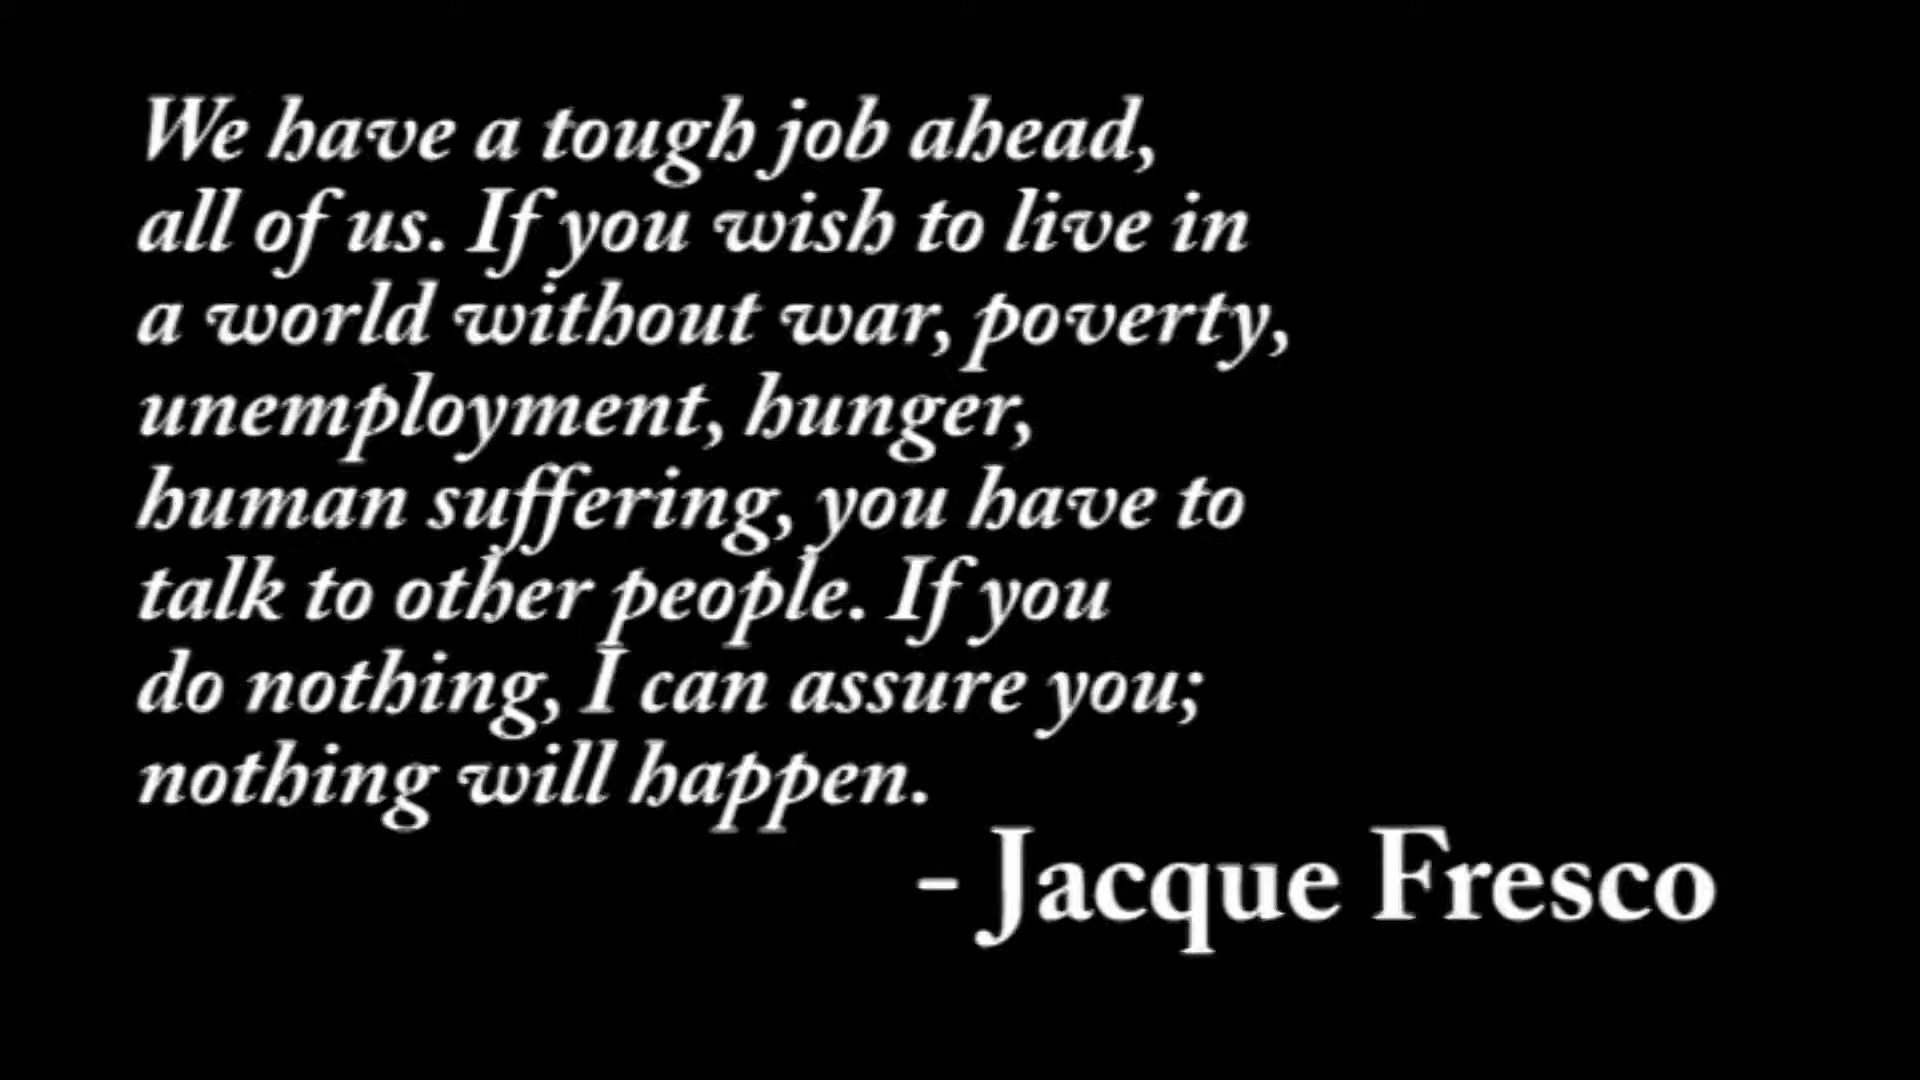 We have a tough job ahead,
all of us. If you wish to live in
a world without war, poverty,
unemployment, hunger,
human suffering, you have to
talk to other people. If you
do nothing, I can assure you;
nothing will happen.
- Jacque Fresco